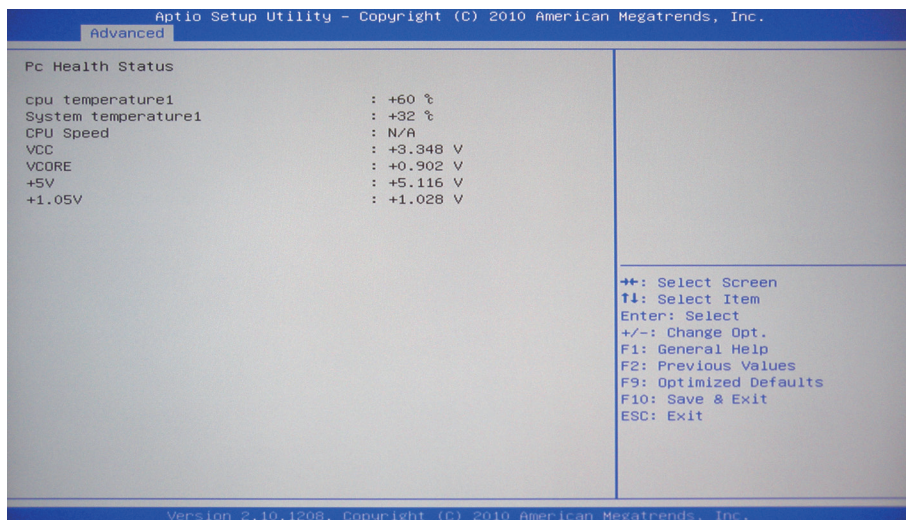 Aptio Setup Utility – Copyright (C) 2010 American Megatrends, Inc.
Advanced
Pc Health Status
cpu temperature1 : +60 ℃
System temperature1 : +32 ℃
CPU Speed : N/A
VCC : +3.348 V
VCORE : +0.902 V
+5V : +5.116 V
+1.05V : +1.028 V
→←: Select Screen
↑↓: Select Item
Enter: Select
+/-: Change Opt.
F1: General Help
F2: Previous Values
F9: Optimized Defaults
F10: Save & Exit
ESC: Exit
Version 2.10.1208. Copyright (C) 2010 American Megatrends, Inc.